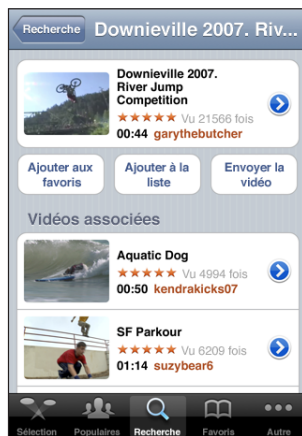 Recherche
Downieville 2007. Riv...
Downieville 2007.
River Jump
Competition
Vu 21566 fois
00:44 garythebutcher
Ajouter aux
favoris
Ajouter à la
liste
Envoyer la
vidéo
Vidéos associées
Aquatic Dog
Vu 4994 fois
00:50 kendrakicks07
SF Parkour
Vu 6209 fois
01:14 suzybear6
Sélection
Populaires
Recherche
Favoris
Autre